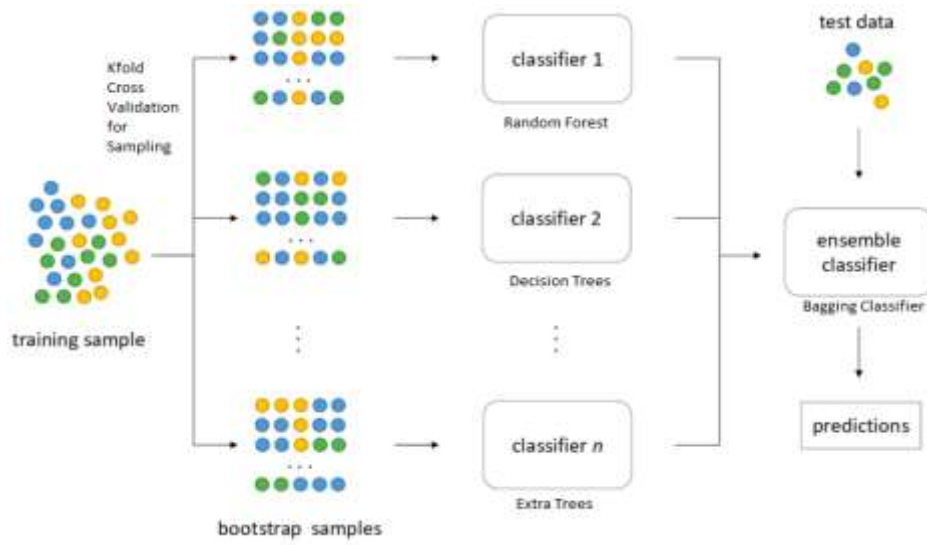 test data
Kfold
Cross
Validation
for
Sampling
classifier 1
Random Forest
classifier 2
Decision Trees
ensemble
classifier
Bagging Classifier
training sample
classifier n
Extra Trees
predictions
bootstrap samples